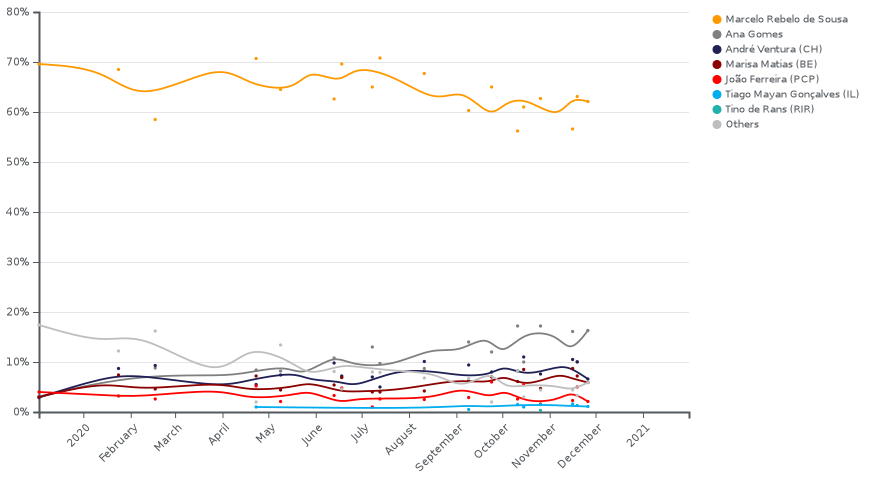 80%
70%
60%
50%
40%
30%
20%
10%
0%
2020
February
March
April
May
June
July
August
September
October
November
December
2021
Marcelo Rebelo de Sousa
Ana Gomes
André Ventura (CH)
Marisa Matias (BE)
João Ferreira (PCP)
Tiago Mayan Gonçalves (IL)
Tino de Rans (RIR)
Others